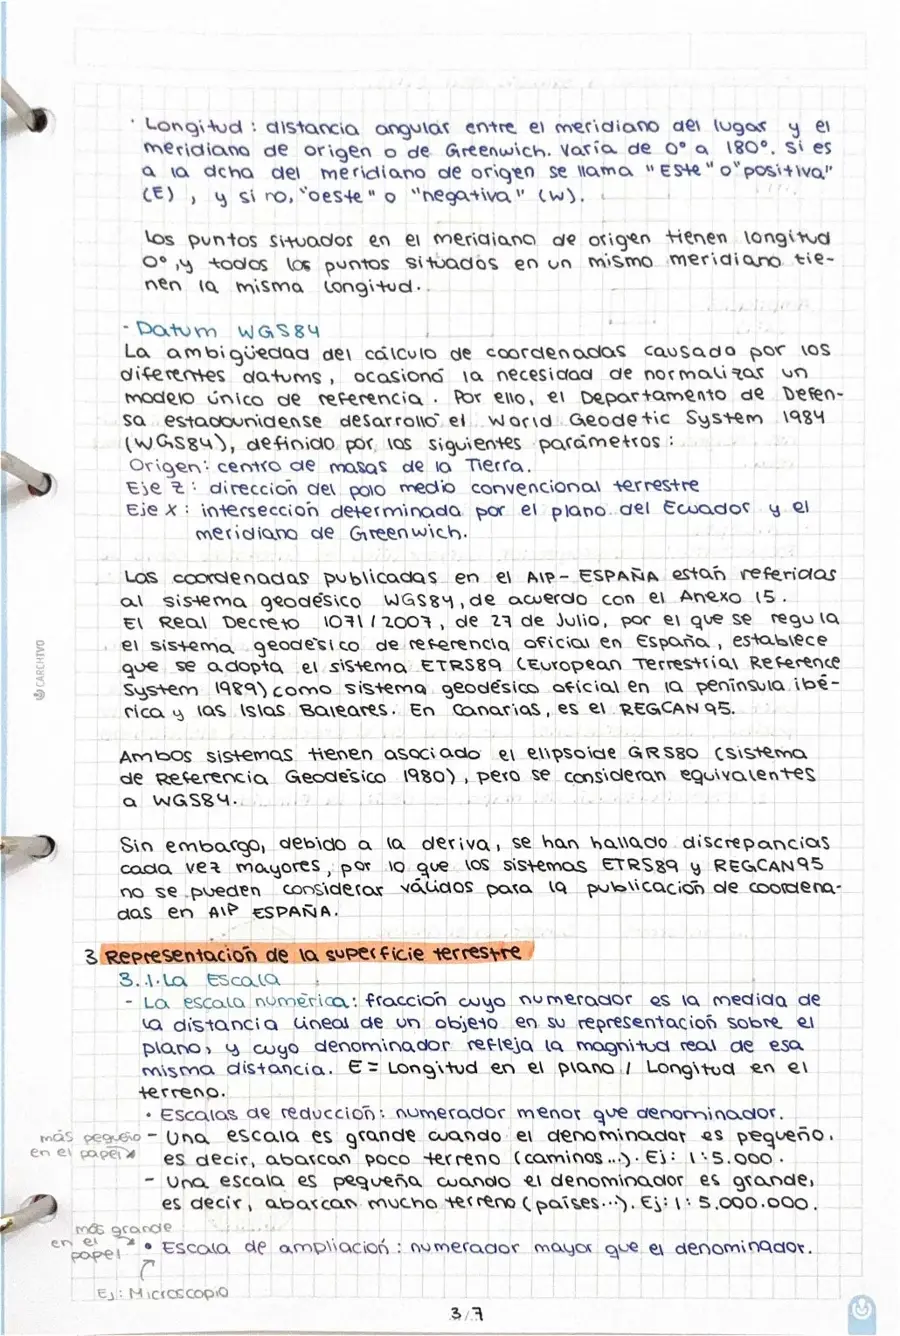 · Longitud : distancia angular entre el meridiano del lugar y el
meridiano de origen o de Greenwich. Varía de 0º a 180º. si es
a la dcha del meridiano de origen se llama "Este" o "positiva"
(E) , y si no, "oeste" o "negativa" (W).
Los puntos situados en el meridiano de origen tienen longitud
0º, y todos los puntos situados en un mismo meridiano tie-
nen la misma longitud.
- Datum WGS84
La ambigüedad del cálculo de coordenadas causado por los
diferentes datums, ocasionó la necesidad de normalizar un
modelo único de referencia. Por ello, el Departamento de Defen-
sa estadounidense desarrolló el World Geodetic System 1984
(WGS84), definido por los siguientes parámetros :
Origen: centro de masas de la Tierra.
Eje Z : dirección del polo medio convencional terrestre
Eje X : intersección determinada por el plano del Ecuador y el
meridiano de Greenwich.
Las coordenadas publicadas en el AIP- ESPAÑA están referidas
al sistema geodésico WGS84, de acuerdo con el Anexo 15.
El Real Decreto 1071/2007, de 27 de Julio, por el que se regula
el sistema geodésico de referencia oficial en España, establece
que se adopta el sistema ETRS89 (European Terrestrial Reference
System 1989) como sistema geodésico oficial en la península ibé-
rica y las Islas Baleares. En Canarias, es el REGCAN 95.
Ambos sistemas tienen asociado el elipsoide GRS80 (Sistema
de Referencia Geodésico 1980), pero se consideran equivalentes
a WGS84.
Sin embargo, debido a la deriva, se han hallado discrepancias
cada vez mayores, por lo que los sistemas ETRS89 y REGCAN95
no se pueden considerar válidos para la publicación de coordena-
das en AIP ESPAÑA.
3 Representación de la superficie terrestre
3.1. La Escala
- La escala numérica: fracción cuyo numerador es la medida de
la distancia lineal de un objeto en su representación sobre el
plano, y cuyo denominador refleja la magnitud real de esa
misma distancia. E = Longitud en el plano / Longitud en el
terreno.
• Escalas de reducción: numerador menor que denominador.
más pequeño
en el papel
- Una escala es grande cuando el denominador es pequeño,
es decir, abarcan poco terreno (caminos...). Ej: 1:5.000.
- Una escala es pequeña cuando el denominador es grande,
es decir, abarcan mucho terreno (países...). Ej: 1: 5.000.000.
más grande
en el
papel
• Escala de ampliación : numerador mayor que el denominador.
Ej: Microscopio
3/7
CARCHIVO